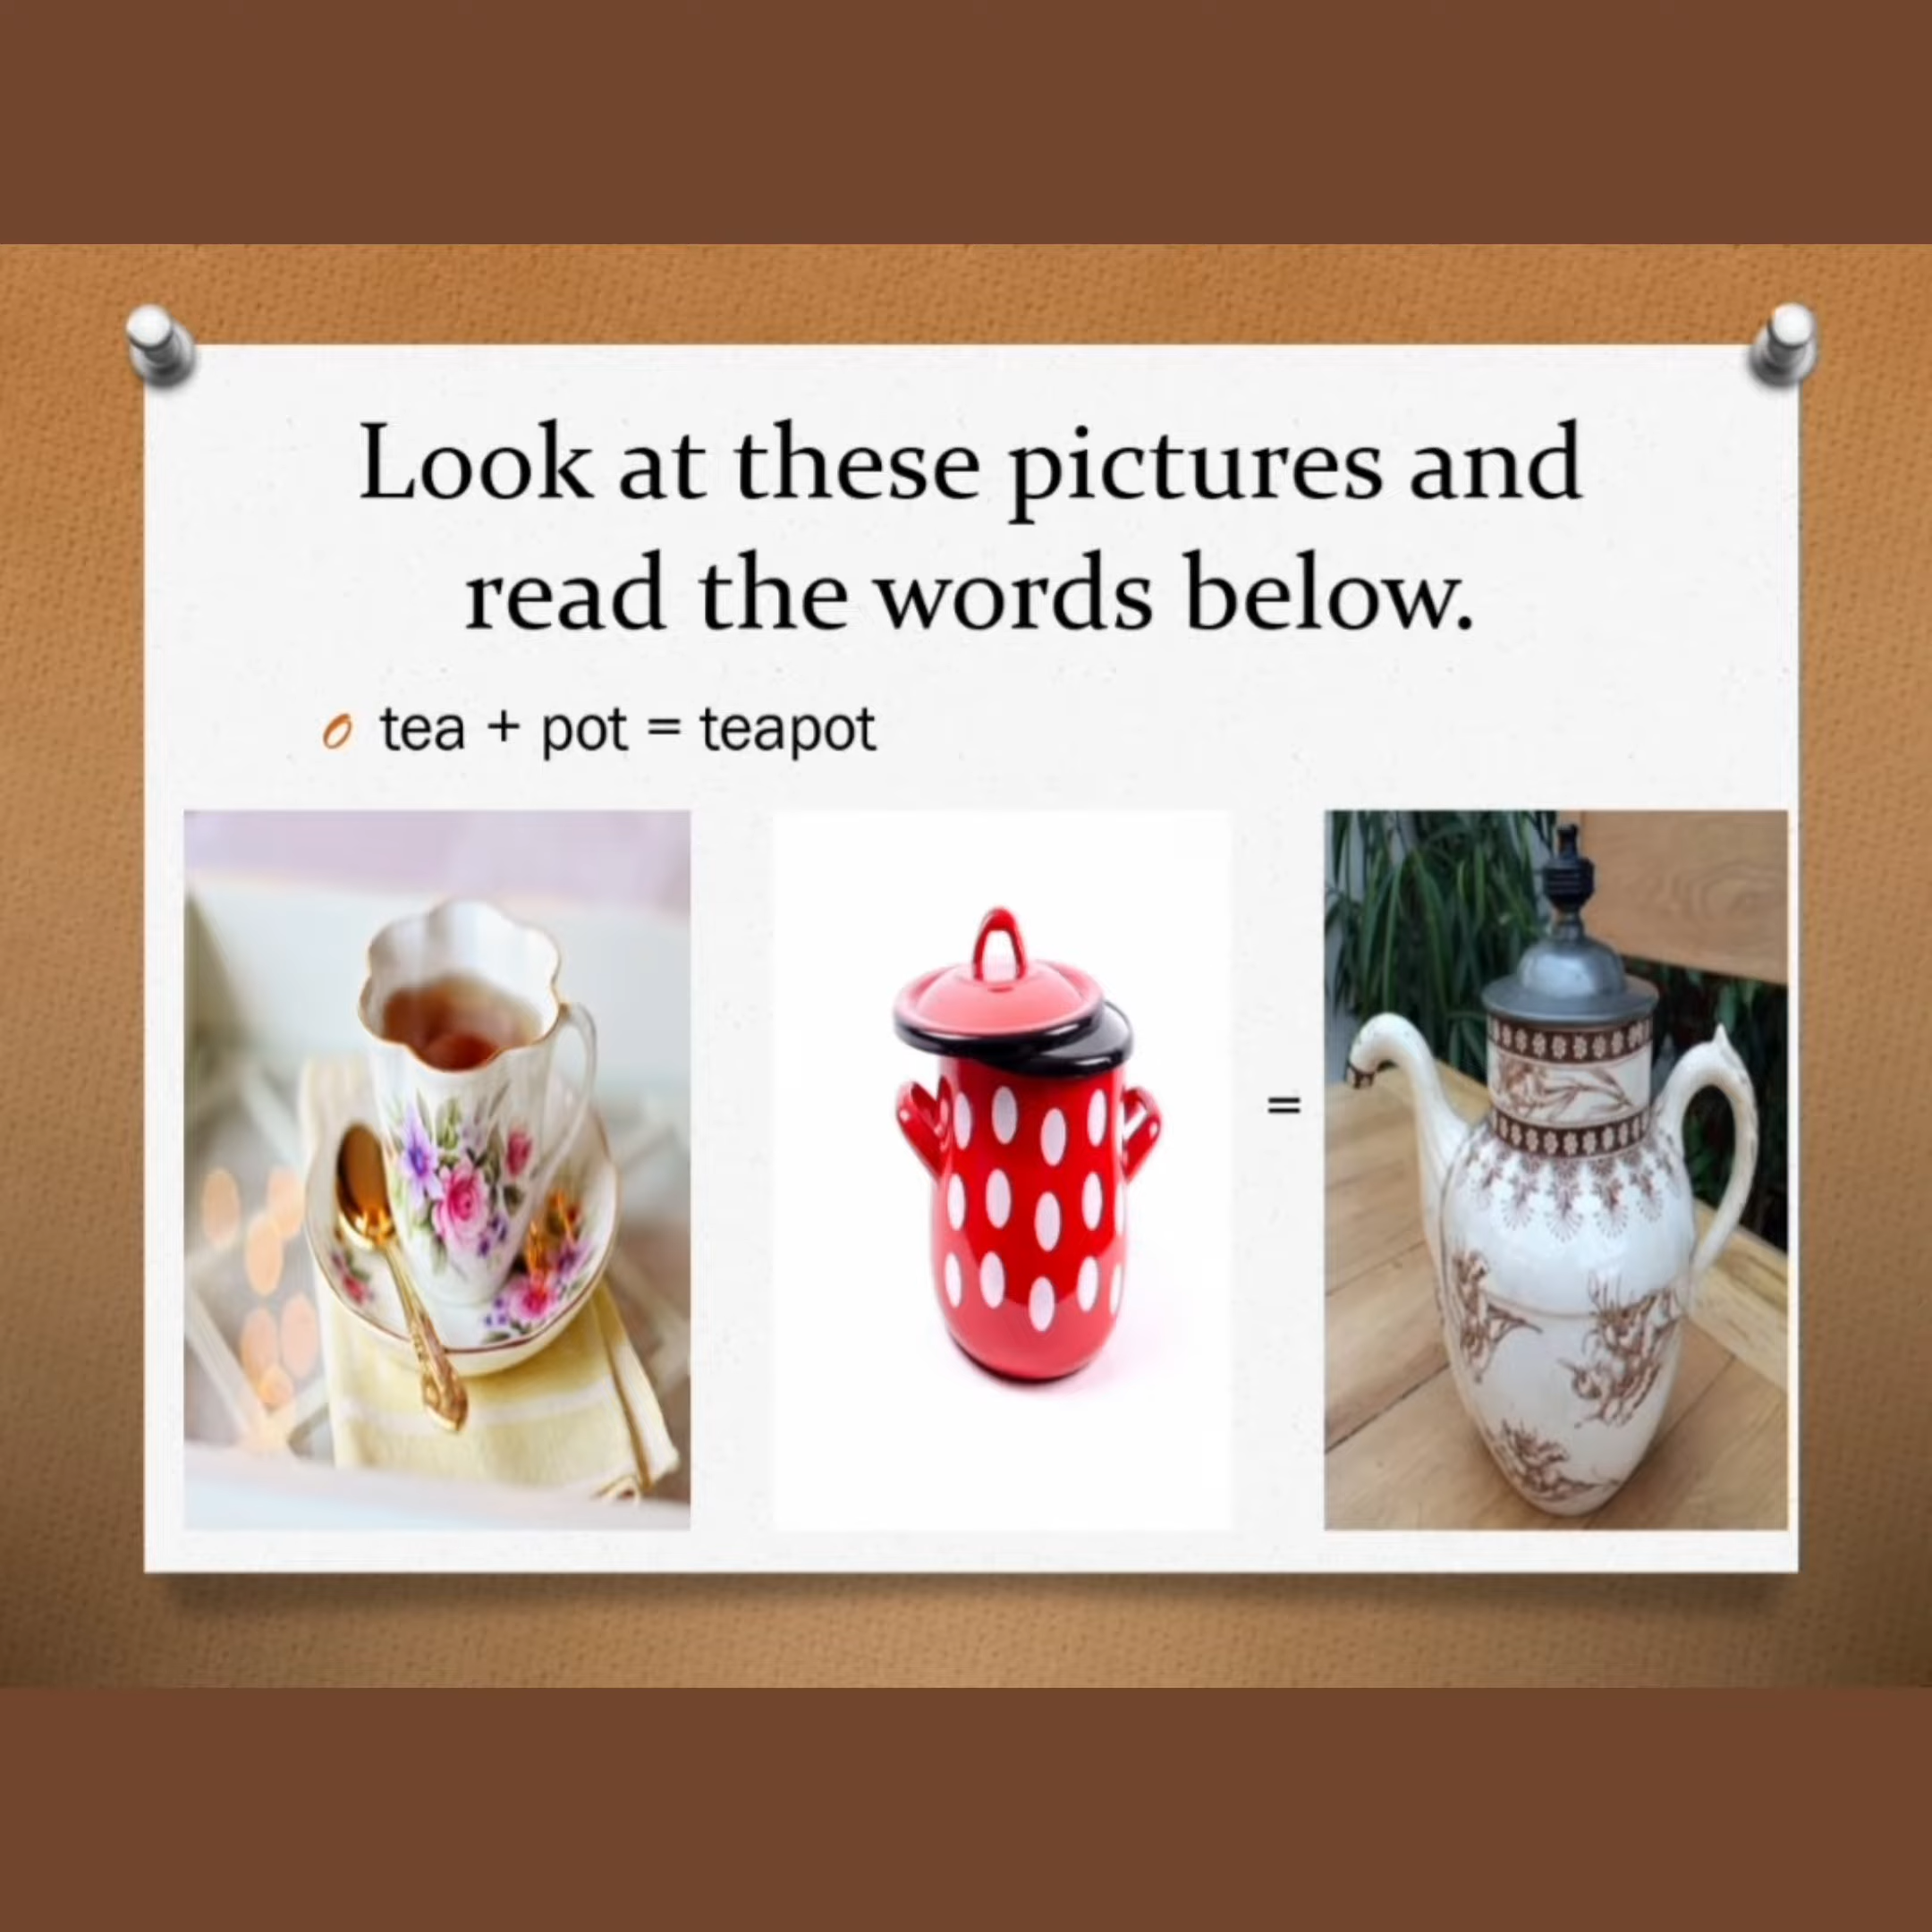 Look at these pictures and
read the words below.
tea + pot = teapot
=